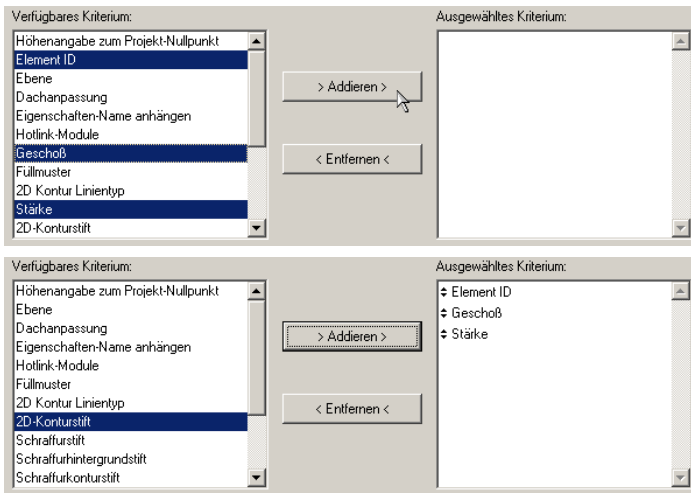 Verfügbares Kriterium:
Ausgewähltes Kriterium:
Höhenangabe zum Projekt-Nullpunkt
Element ID
Ebene
Dachanpassung
Eigenschaften-Name anhängen
Hotlink-Module
Geschoß
Füllmuster
2D Kontur Linientyp
Stärke
2D-Konturstift
> Addieren >
< Entfernen <
Verfügbares Kriterium:
Ausgewähltes Kriterium:
Höhenangabe zum Projekt-Nullpunkt
Ebene
Dachanpassung
Eigenschaften-Name anhängen
Hotlink-Module
Füllmuster
2D Kontur Linientyp
2D-Konturstift
Schraffurstift
Schraffurhintergrundstift
Schraffurkonturstift
> Addieren >
< Entfernen <
Element ID
Geschoß
Stärke